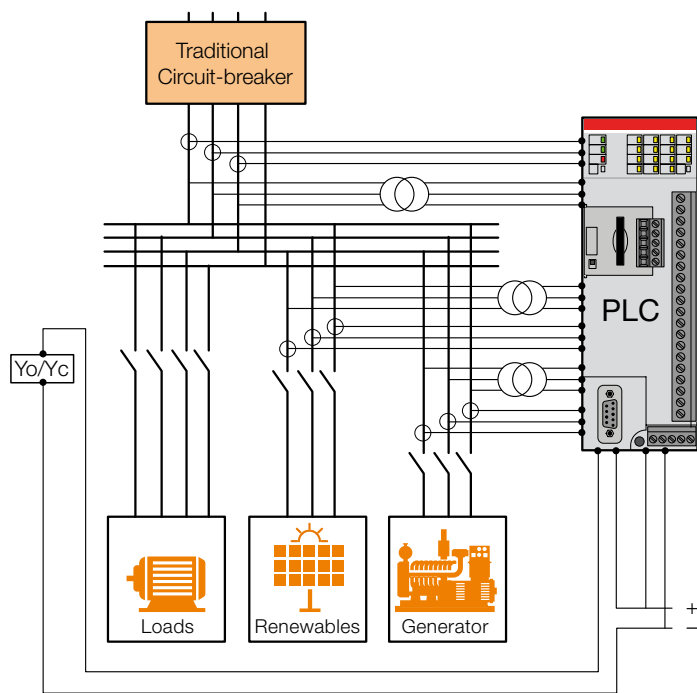 Traditional
Circuit-breaker
PLC
Yo/Yc
Loads
Renewables
Generator
+
−